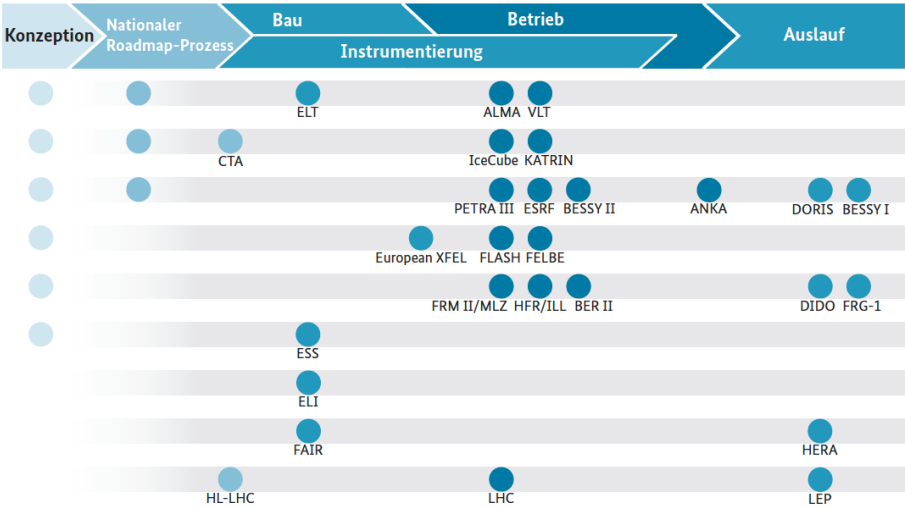 Konzeption
Nationaler
Roadmap-Prozess
Bau
Betrieb
Instrumentierung
Auslauf
ELT ALMA VLT
CTA IceCube KATRIN
PETRA III ESRF BESSY II ANKA DORIS BESSY I
European XFEL FLASH FELBE
FRM II/MLZ HFR/ILL BER II DIDO FRG-1
ESS
ELI
FAIR HERA
HL-LHC LHC LEP